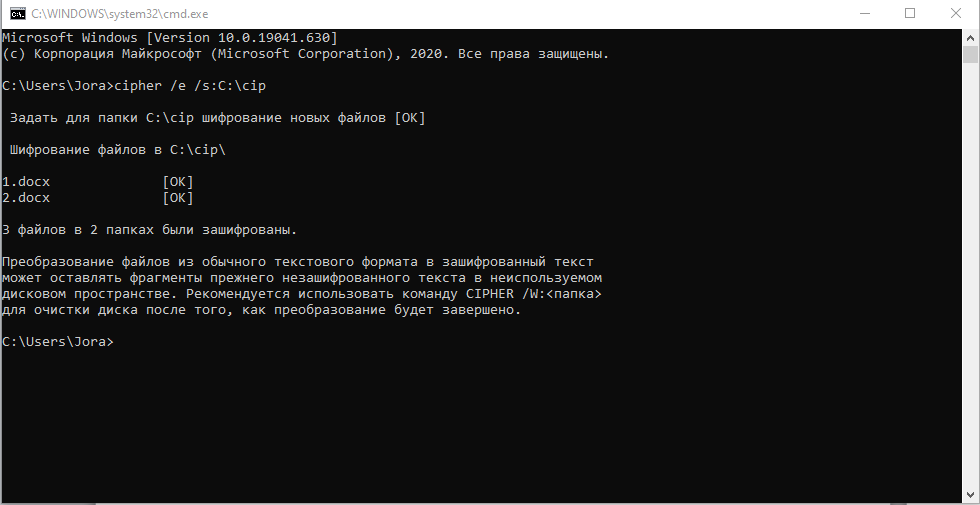 C:\WINDOWS\system32\cmd.exe
Microsoft Windows [Version 10.0.19041.630]
(c) Корпорация Майкрософт (Microsoft Corporation), 2020. Все права защищены.
C:\Users\Jora>cipher /e /s:C:\cip
Задать для папки C:\cip шифрование новых файлов [OK]
Шифрование файлов в C:\cip\
1.docx [OK]
2.docx [OK]
3 файлов в 2 папках были зашифрованы.
Преобразование файлов из обычного текстового формата в зашифрованный текст
может оставлять фрагменты прежнего незашифрованного текста в неиспользуемом
дисковом пространстве. Рекомендуется использовать команду CIPHER /W:<папка>
для очистки диска после того, как преобразование будет завершено.
C:\Users\Jora>